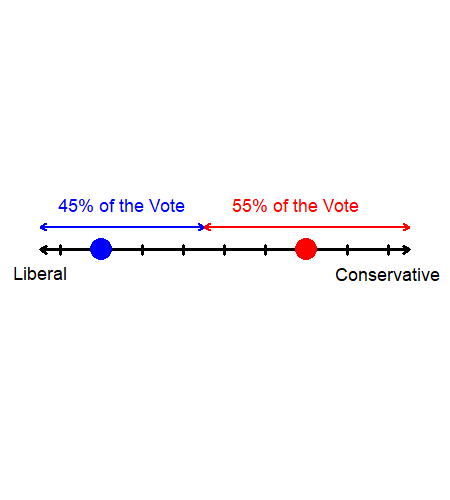 45% of the Vote 55% of the Vote
Liberal Conservative